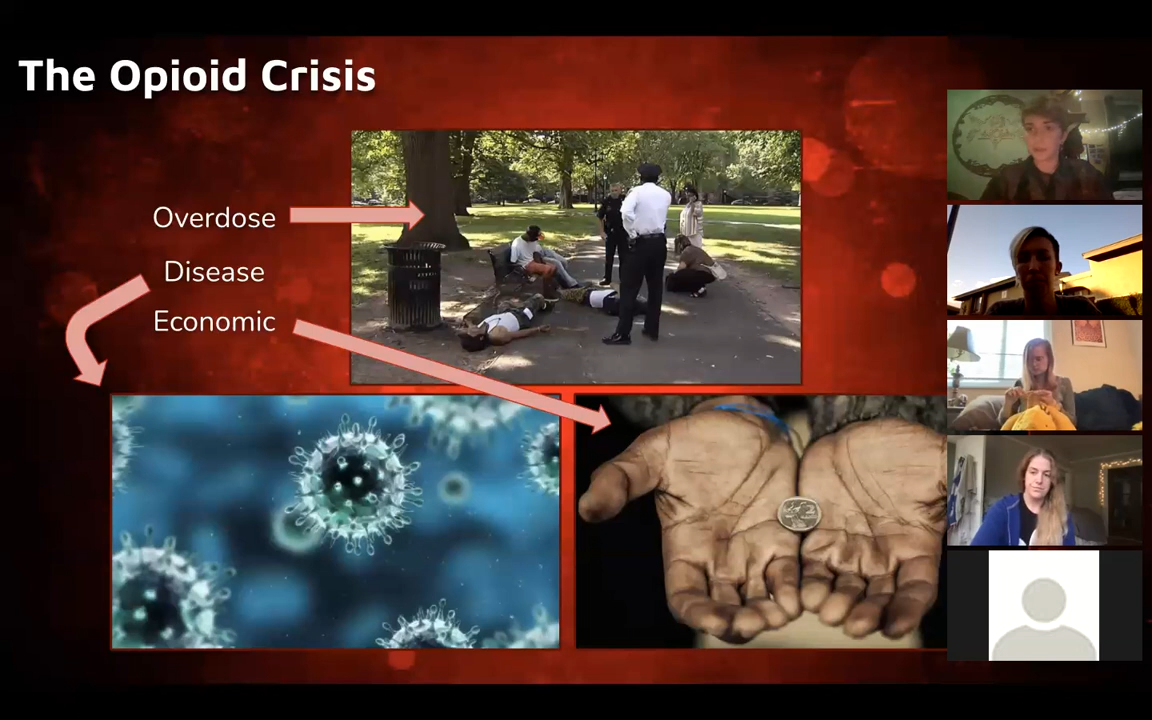 The Opioid Crisis
Overdose
Disease
Economic